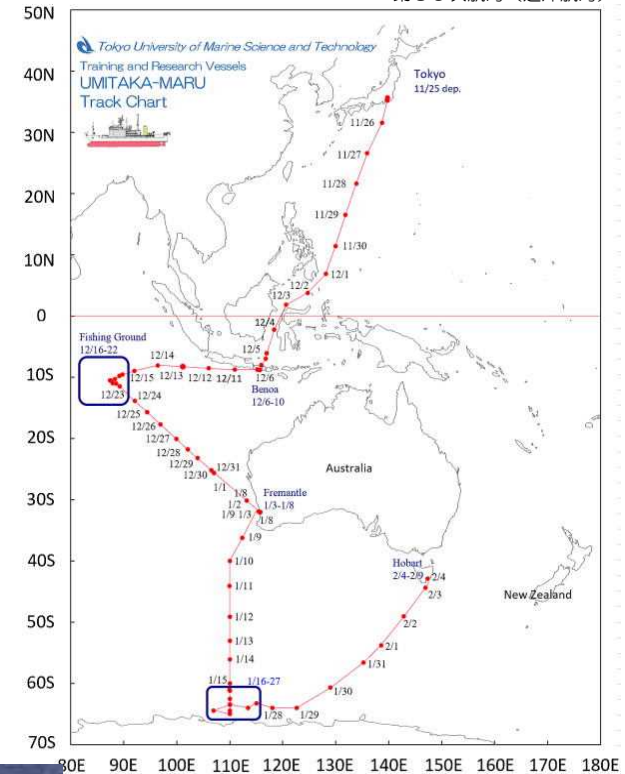 50N
40N
30N
20N
10N
0
10S
20S
30S
40S
50S
60S
70S
Tokyo University of Marine Science and Technology
Training and Research Vessels
UMITAKA-MARU
Track Chart
Tokyo
11/25 dep.
11/26
11/27
11/28
11/29
11/30
12/1
12/2
12/3
12/4
12/5
12/6
Benoa
12/6-10
Fishing Ground
12/16-22
12/14
12/15
12/13
12/12
12/11
12/23
12/24
12/25
12/26
12/27
12/28
12/29
12/30
12/31
1/1
1/8
1/2
1/9
1/3
1/8
Fremantle
1/3-1/8
Australia
1/9
1/10
1/11
1/12
1/13
1/14
1/15
1/16-27
1/28
1/29
1/30
1/31
2/1
2/2
2/3
2/4
Hobart
2/4-2/9
New Zealand
80E 90E 100E 110E 120E 130E 140E 150E 160E 170E 180E